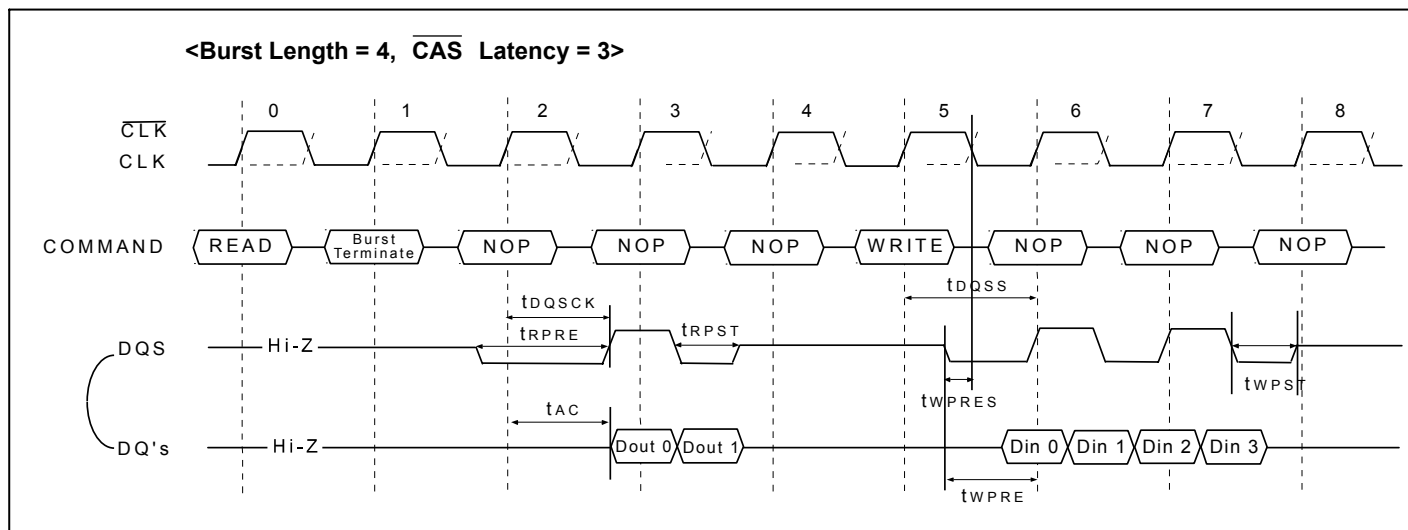 <Burst Length = 4, CAS Latency = 3>
0 1 2 3 4 5 6 7 8
CLK
CLK
COMMAND READ Burst Terminate NOP NOP NOP WRITE NOP NOP NOP
tDQSS
tDQSCK
tRPRE tRPST
DQS Hi-Z
tWPRES tWPST
tAC
DQ's Hi-Z Dout 0 Dout 1 Din 0 Din 1 Din 2 Din 3
tWPRE